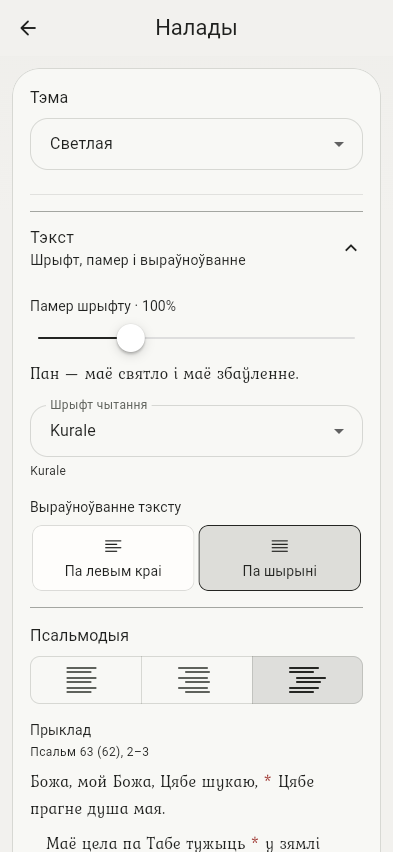 Налады
Тэма
Светлая
Тэкст
Шрыфт, памер і выраўноўванне
Памер шрыфту · 100%
Пан — маё святло і маё збаўленне.
Шрыфт чытання
Kurale
Kurale
Выраўноўванне тэксту
Па левым краі
Па шырыні
Псальмодыя
Прыклад
Псальм 63 (62), 2–3
Божа, мой Божа, Цябе шукаю, * Цябе
прагне душа мая.
Маё цела па Табе тужыць * у зямлі